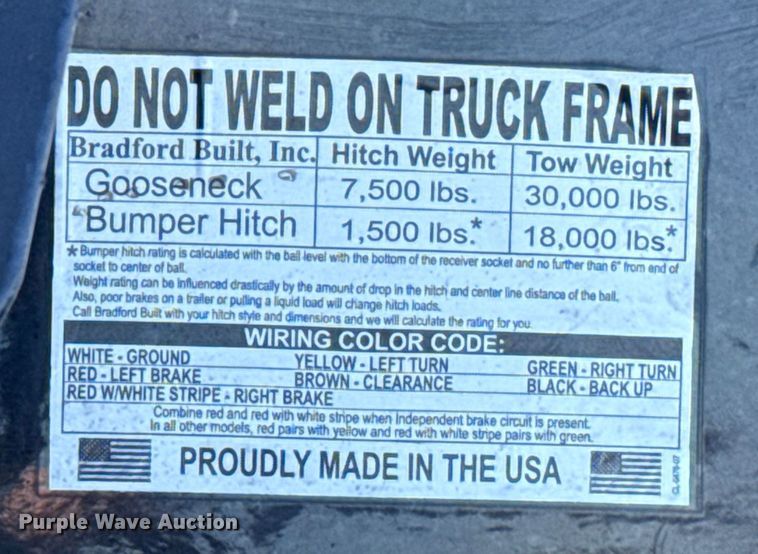 DO NOT WELD ON TRUCK FRAME
Bradford Built, Inc. Hitch Weight Tow Weight
Gooseneck 7,500 lbs. 30,000 lbs.
Bumper Hitch 1,500 lbs.* 18,000 lbs.*
* Bumper hitch rating is calculated with the ball level with the bottom of the receiver socket and no further than 6" from end of
socket to center of ball.
Weight rating can be influenced drastically by the amount of drop in the hitch and center line distance of the ball.
Also, poor brakes on a trailer or pulling a liquid load will change hitch loads.
Call Bradford Built with your hitch style and dimensions and we will calculate the rating for you.
WIRING COLOR CODE:
WHITE - GROUND YELLOW - LEFT TURN GREEN - RIGHT TURN
RED - LEFT BRAKE BROWN - CLEARANCE BLACK - BACK UP
RED W/WHITE STRIPE - RIGHT BRAKE
Combine red and red with white stripe when independent brake circuit is present.
In all other models, red pairs with yellow and red with white stripe pairs with green.
PROUDLY MADE IN THE USA
Purple Wave Auction